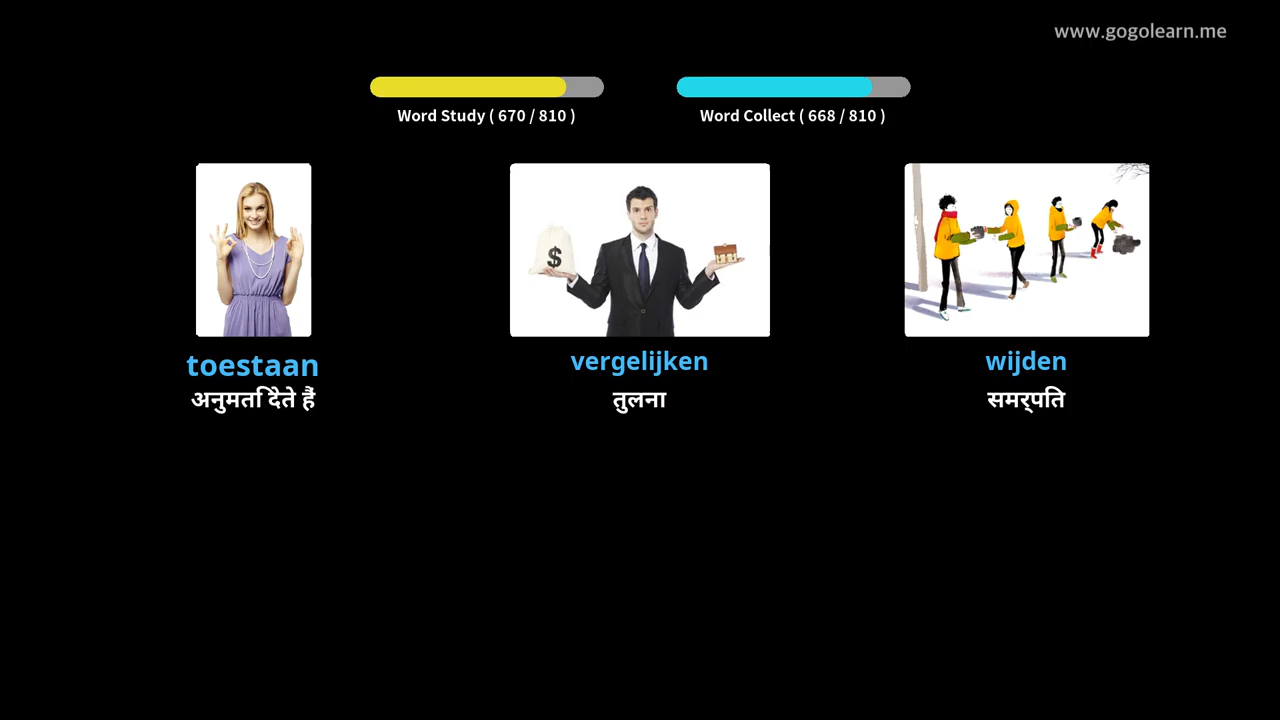 www.gogolearn.me
Word Study ( 670 / 810 )
Word Collect ( 668 / 810 )
$
toestaan
vergelijken
wijden
अनुमति देते हैं
तुलना
समर्पित